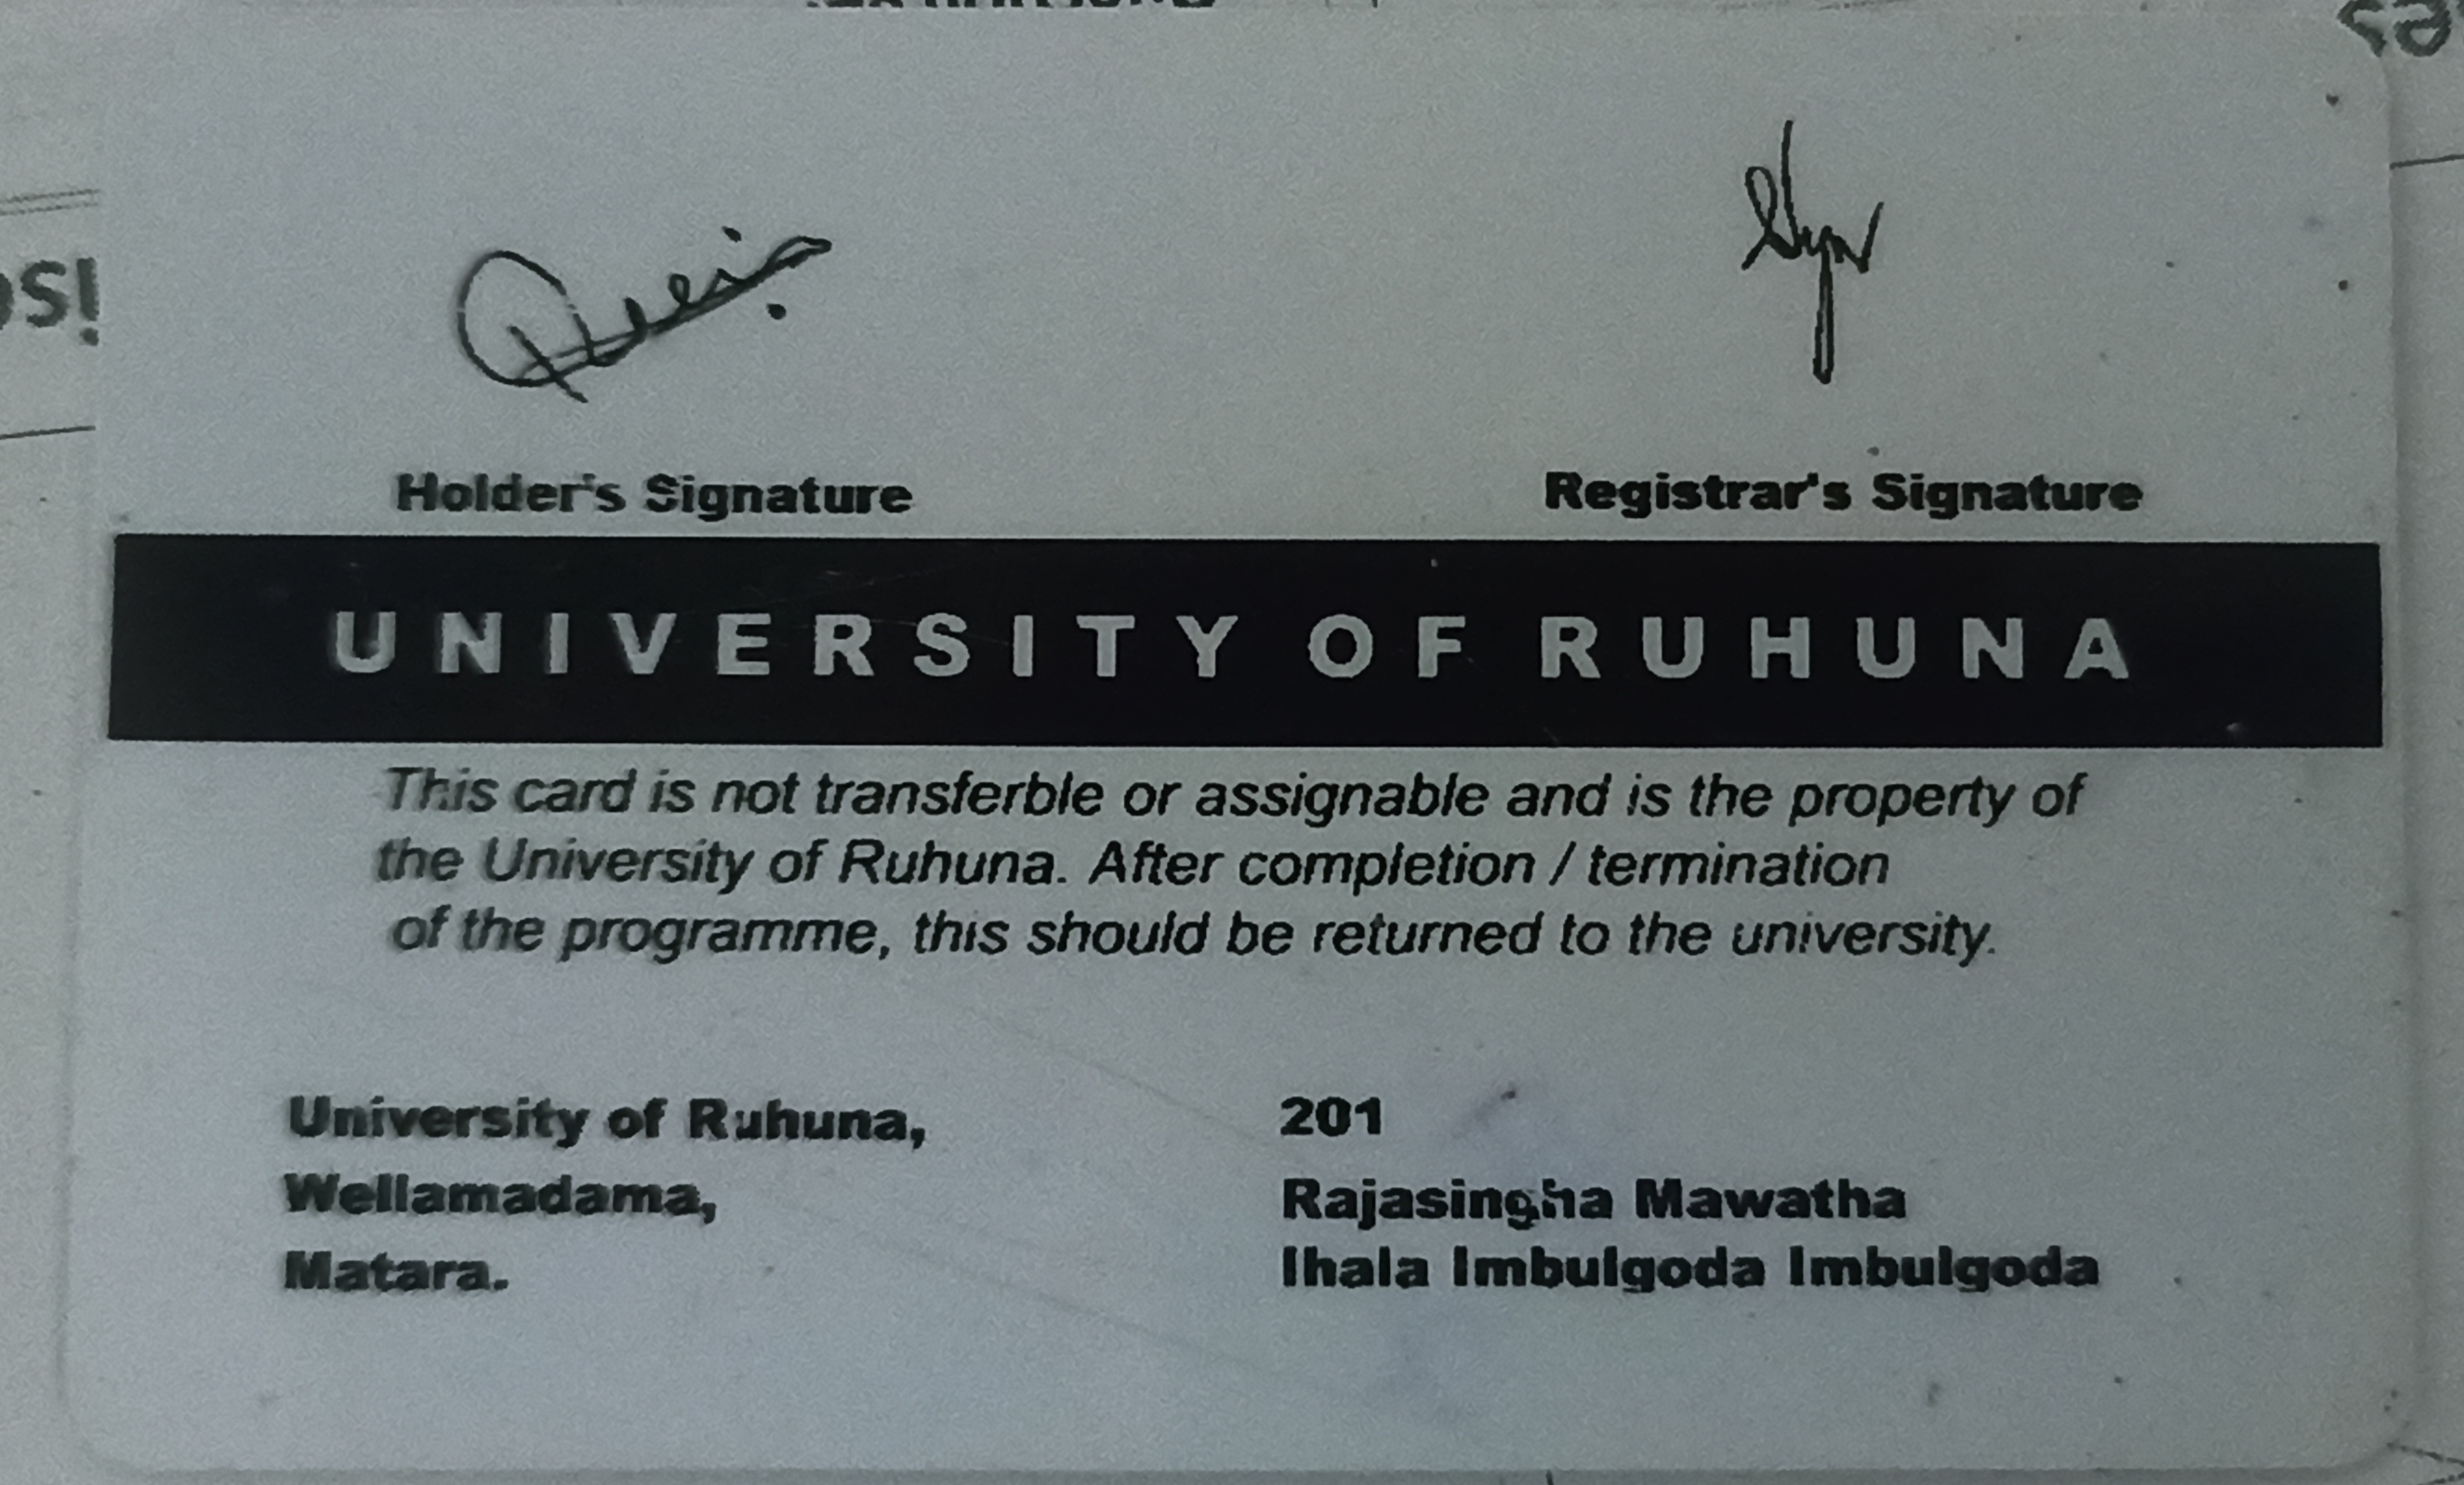 Holder's Signature
Registrar's Signature
UNIVERSITY OF RUHUNA
This card is not transferble or assignable and is the property of
the University of Ruhuna. After completion / termination
of the programme, this should be returned to the university.
University of Ruhuna,
Wellamadama,
Matara.
201
Rajasingha Mawatha
Ihala Imbulgoda Imbulgoda